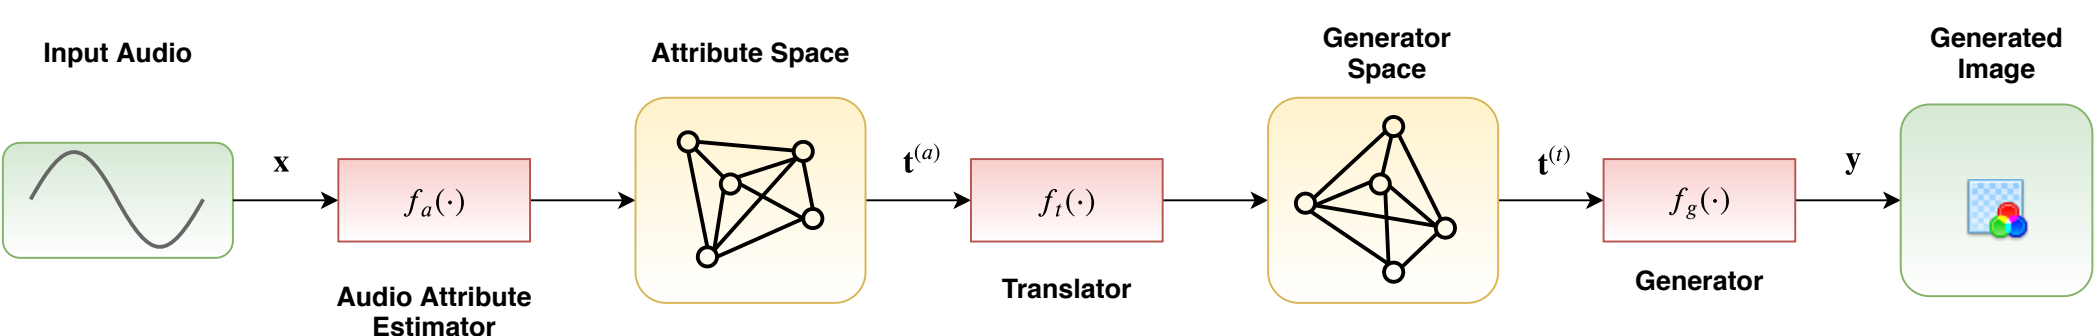 Input Audio
Attribute Space
Generator
Space
Generated
Image
x
f_a(·)
t^(a)
f_t(·)
t^(t)
f_g(·)
y
Audio Attribute
Estimator
Translator
Generator